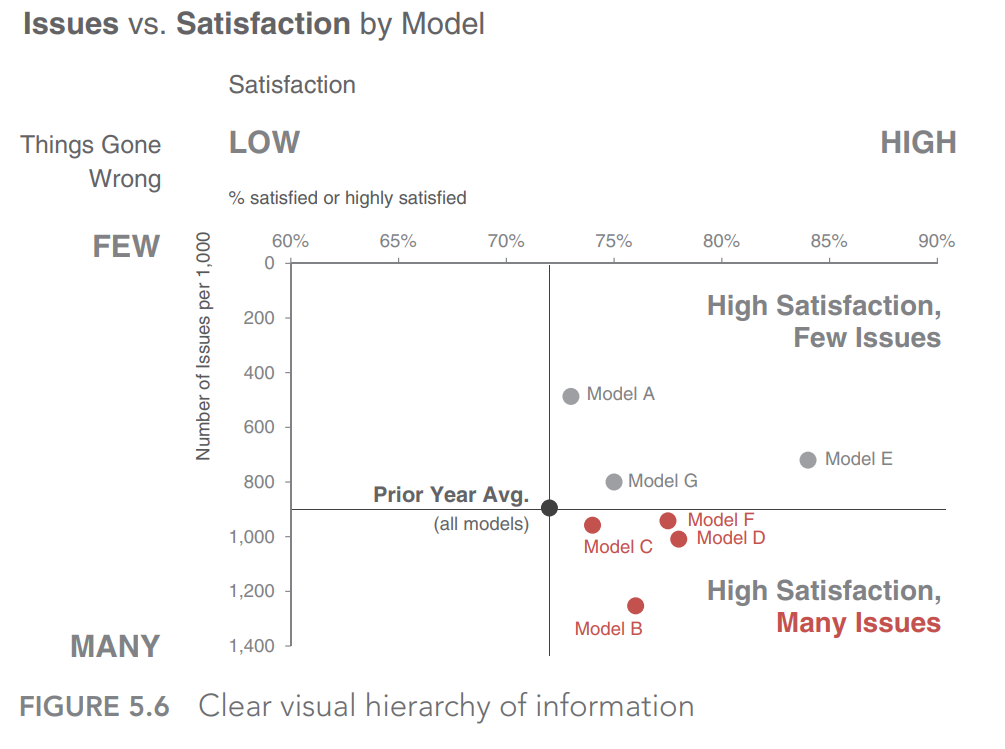 Issues vs. Satisfaction by Model
Satisfaction
Things Gone
Wrong
LOW
HIGH
% satisfied or highly satisfied
FEW
Number of Issues per 1,000
60% 65% 70% 75% 80% 85% 90%
0
200
400
600
800
1,000
1,200
1,400
High Satisfaction,
Few Issues
Model A
Model E
Model G
Prior Year Avg.
(all models)
Model F
Model D
Model C
High Satisfaction,
Many Issues
Model B
MANY
FIGURE 5.6 Clear visual hierarchy of information